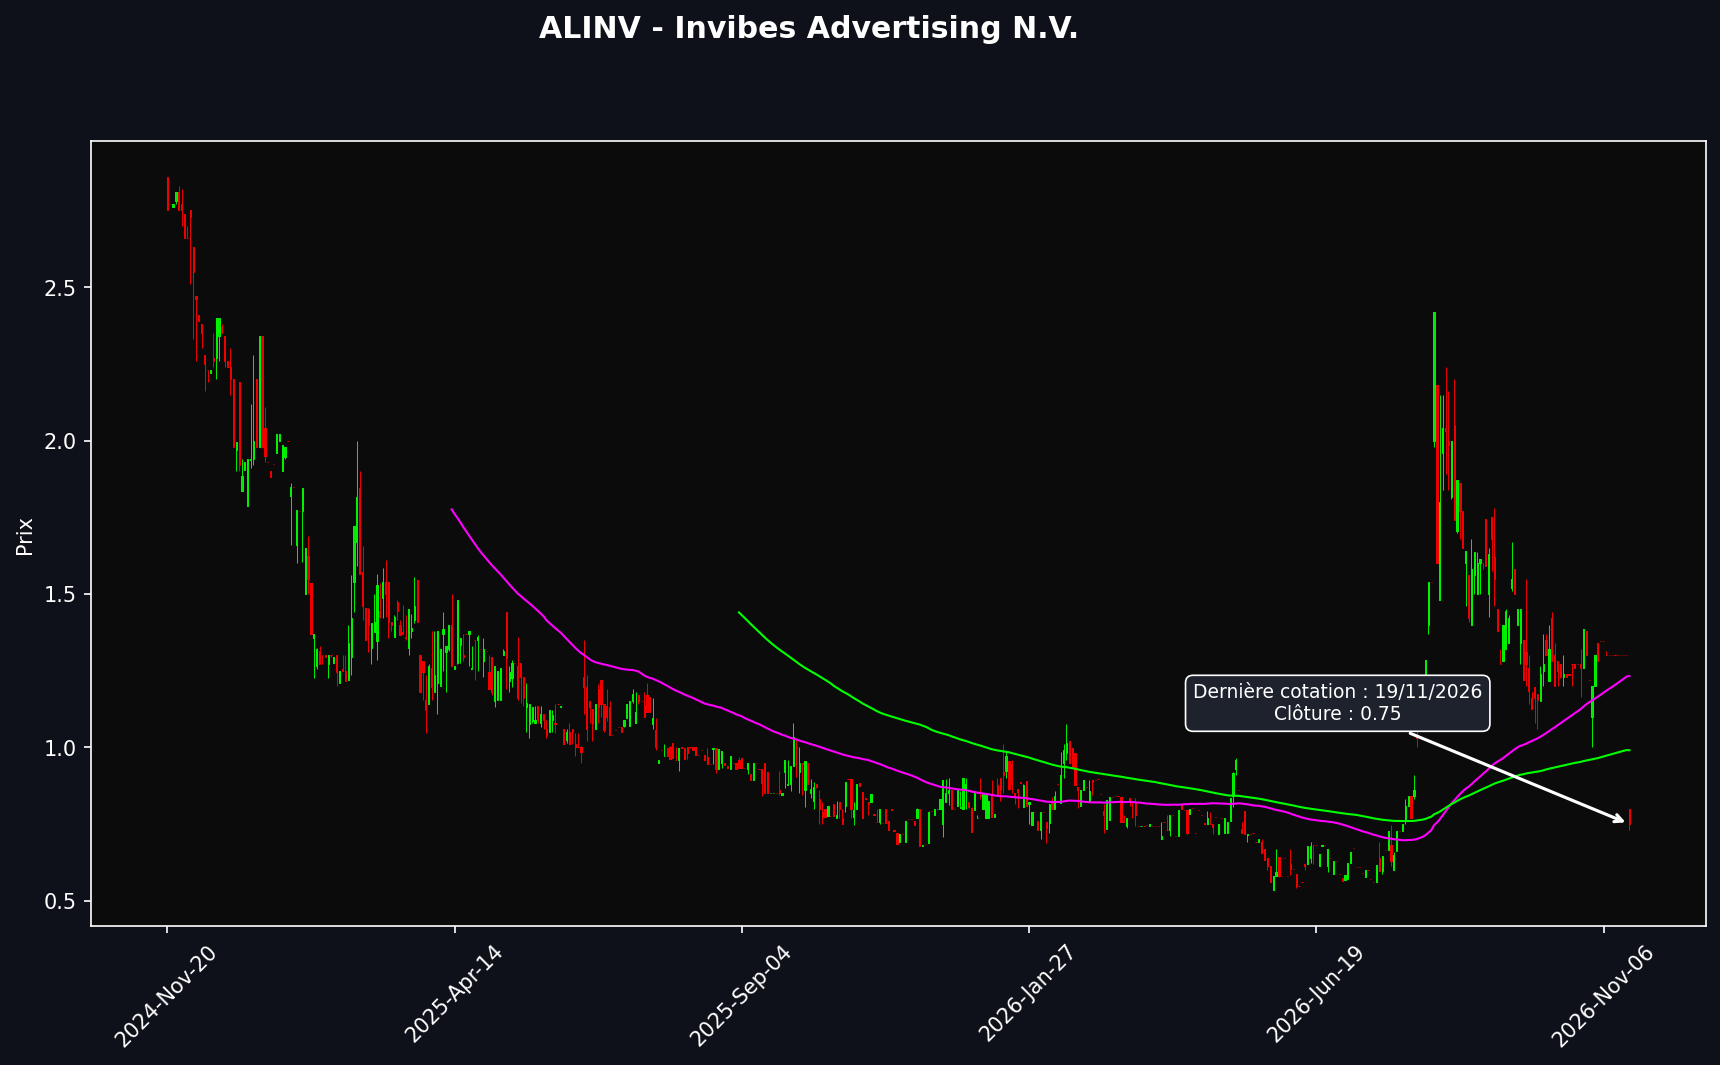 ALINV - Invibes Advertising N.V.
Prix
2.5
2.0
1.5
1.0
0.5
Dernière cotation : 19/11/2026
Clôture : 0.75
2024-Nov-20
2025-Apr-14
2025-Sep-04
2026-Jan-27
2026-Jun-19
2026-Nov-06